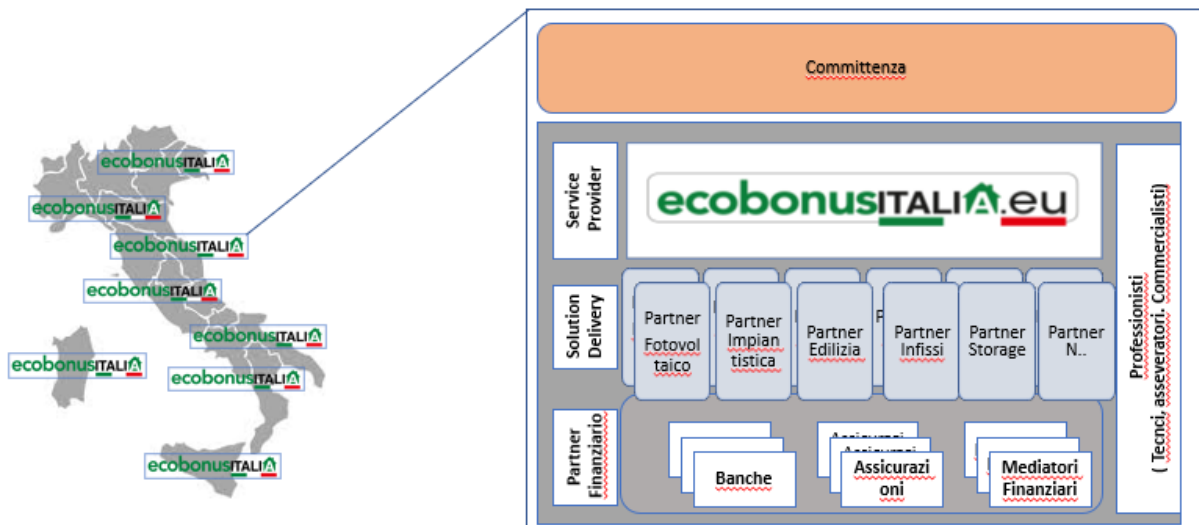 ecobonusITALIA
ecobonusITALIA
ecobonusITALIA
ecobonusITALIA
ecobonusITALIA
ecobonusITALIA
ecobonusITALIA
ecobonusITALIA
Committenza
Service
Provider
ecobonusITALIA.eu
Solution
Delivery
Partner
Fotovol
taico
Partner
Impian
tistica
Partner
Edilizia
Partner
Infissi
Partner
Storage
Partner
N..
Partner
Finanziario
Banche
Assicurazi
oni
Mediatori
Finanziari
Professionisti
( Tecnci, asseveratori. Commercialisti)